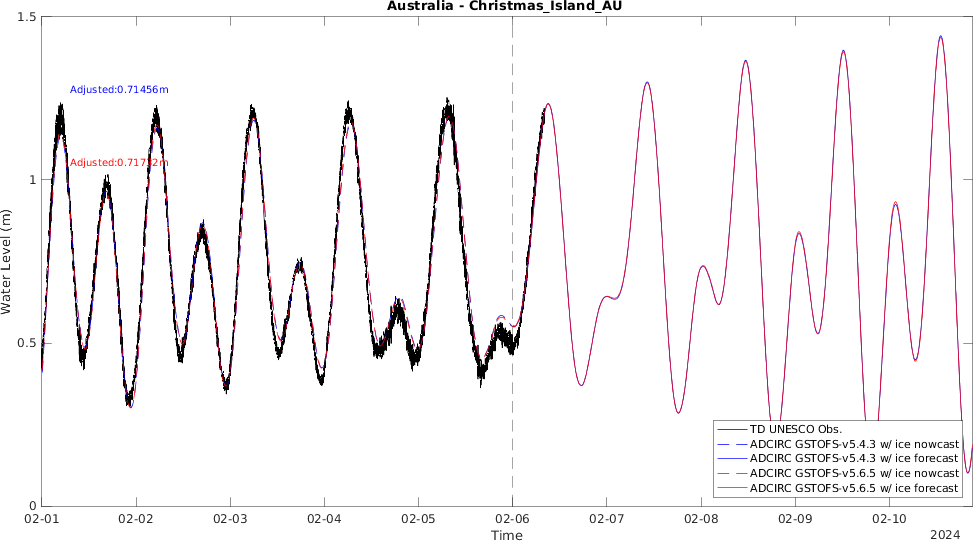 Australia - Christmas_Island_AU
1.5
Adjusted:0.71456m
Adjusted:0.71732m
1
Water Level (m)
0.5
TD UNESCO Obs.
ADCIRC GSTOFS-v5.4.3 w/ ice nowcast
ADCIRC GSTOFS-v5.4.3 w/ ice forecast
ADCIRC GSTOFS-v5.6.5 w/ ice nowcast
ADCIRC GSTOFS-v5.6.5 w/ ice forecast
0
02-01 02-02 02-03 02-04 02-05 02-06 02-07 02-08 02-09 02-10
Time
2024